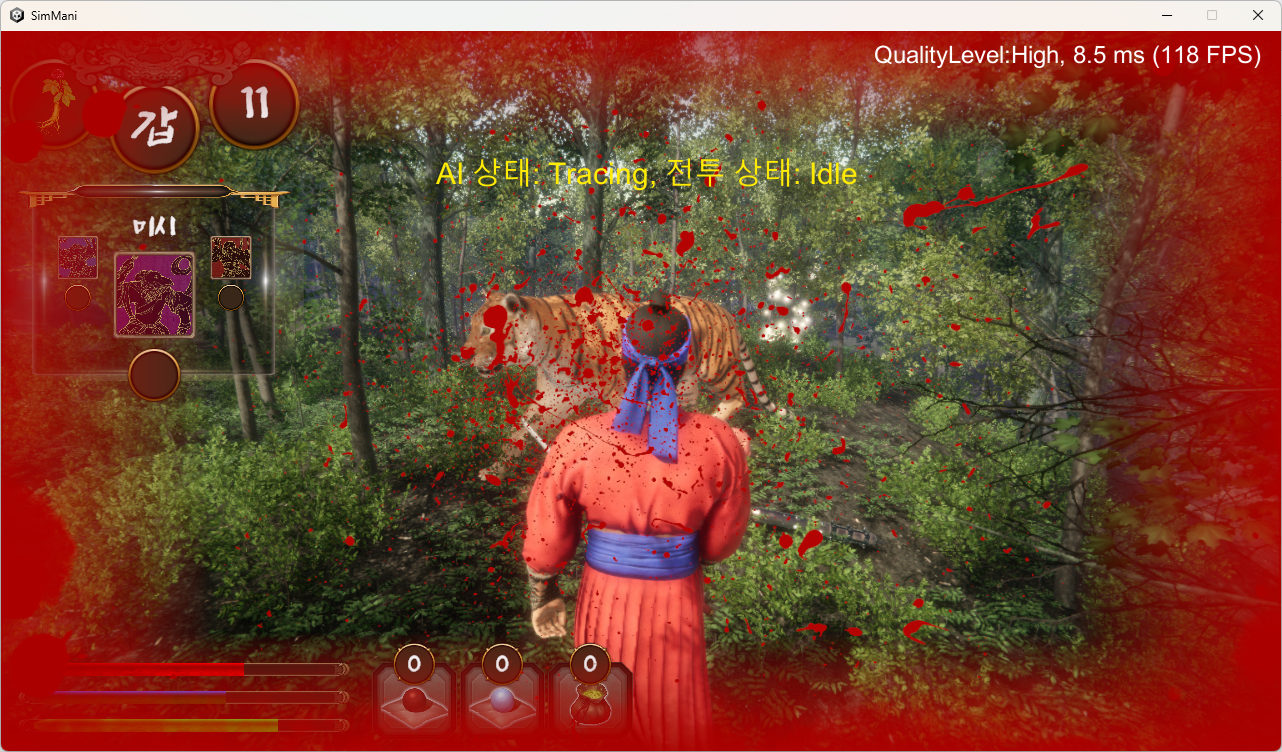 SimMani
QualityLevel:High, 8.5 ms (118 FPS)
갑
11
AI 상태: Tracing, 전투 상태: Idle
미시
0
0
0